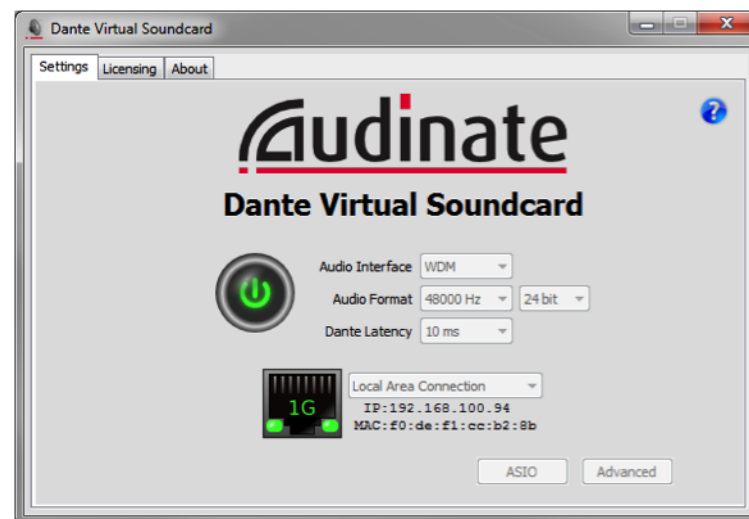 Dante Virtual Soundcard
Settings Licensing About
Audinate
Dante Virtual Soundcard
Audio Interface WDM
Audio Format 48000 Hz 24 bit
Dante Latency 10 ms
Local Area Connection
1G
IP:192.168.100.94
MAC:f0:de:f1:cc:b2:8b
ASIO Advanced